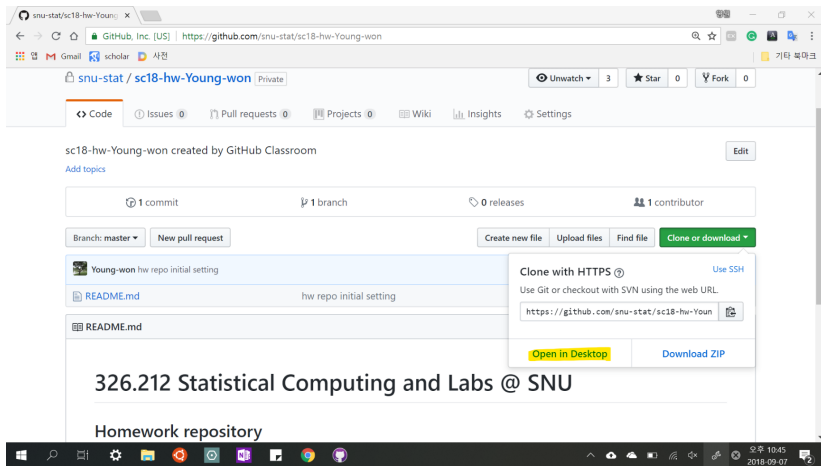 snu-stat/sc18-hw-Young
GitHub, Inc. [US] | https://github.com/snu-stat/sc18-hw-Young-won
앱 Gmail scholar 사전 기타 북마크
snu-stat / sc18-hw-Young-won Private Unwatch 3 Star 0 Fork 0
Code Issues 0 Pull requests 0 Projects 0 Wiki Insights Settings
sc18-hw-Young-won created by GitHub Classroom Edit
Add topics
1 commit 1 branch 0 releases 1 contributor
Branch: master New pull request Create new file Upload files Find file Clone or download
Young-won hw repo initial setting
README.md hw repo initial setting
Clone with HTTPS Use SSH
Use Git or checkout with SVN using the web URL.
https://github.com/snu-stat/sc18-hw-Youn
Open in Desktop Download ZIP
README.md
326.212 Statistical Computing and Labs @ SNU
Homework repository
오후 10:45
2018-09-07